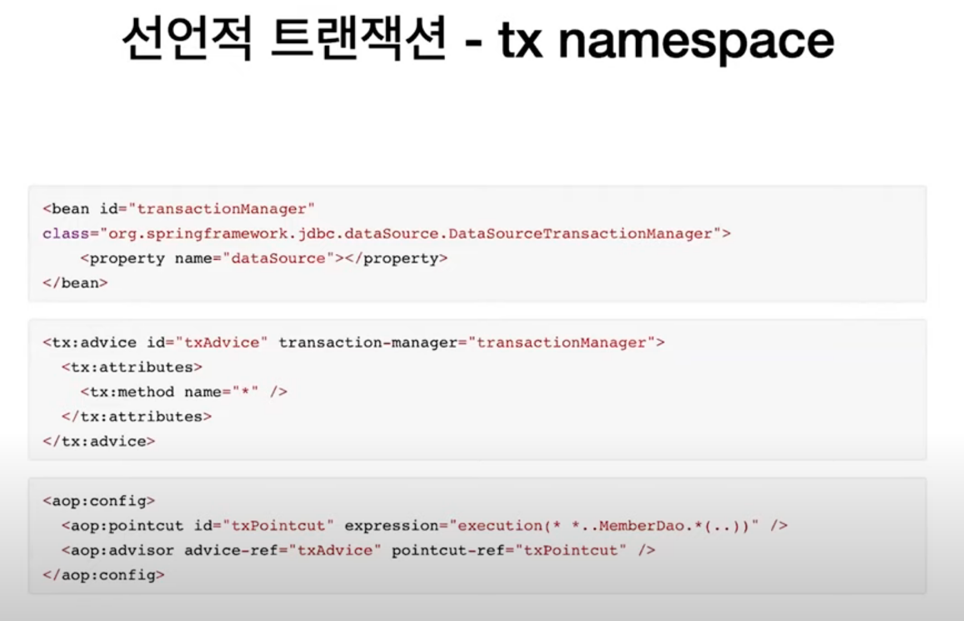 선언적 트랜잭션 - tx namespace
<bean id="transactionManager"
class="org.springframework.jdbc.dataSource.DataSourceTransactionManager">
<property name="dataSource"></property>
</bean>
<tx:advice id="txAdvice" transaction-manager="transactionManager">
<tx:attributes>
<tx:method name="*" />
</tx:attributes>
</tx:advice>
<aop:config>
<aop:pointcut id="txPointcut" expression="execution(* *..MemberDao.*(..))" />
<aop:advisor advice-ref="txAdvice" pointcut-ref="txPointcut" />
</aop:config>